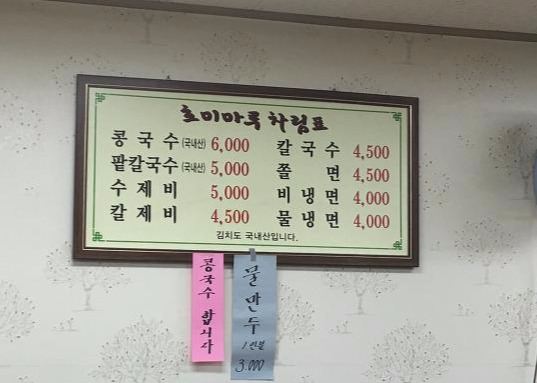 호미마루 차림표
콩국수 (국내산) 6,000
팥칼국수 (국내산) 5,000
수제비 5,000
칼제비 4,500
칼국수 4,500
쫄면 4,500
비냉면 4,000
물냉면 4,000
김치도 국내산입니다.
콩국수 합니다
물만두
1인분
3.000